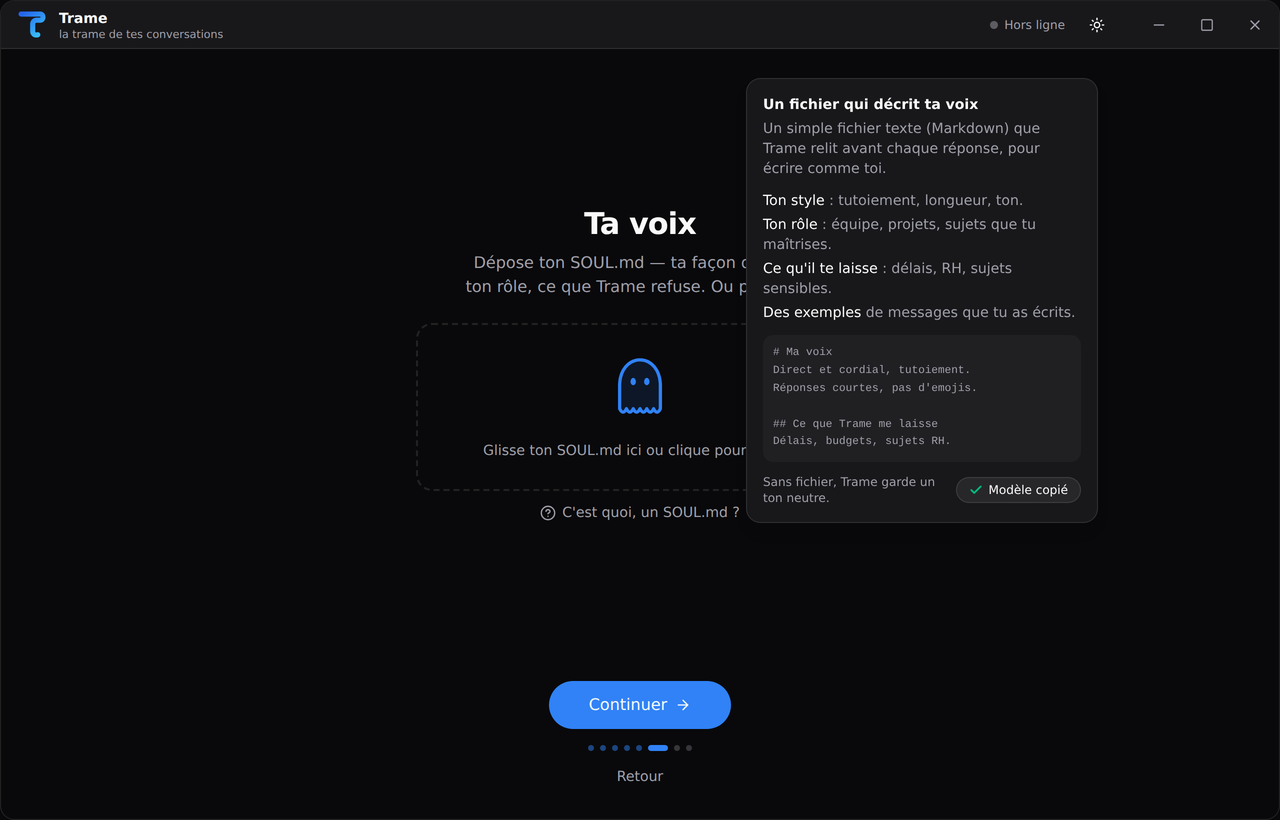 Trame
la trame de tes conversations
Hors ligne
Ta voix
Dépose ton SOUL.md — ta façon
ton rôle, ce que Trame refuse. Ou
Glisse ton SOUL.md ici ou clique pour
C'est quoi, un SOUL.md ?
Un fichier qui décrit ta voix
Un simple fichier texte (Markdown) que
Trame relit avant chaque réponse, pour
écrire comme toi.
Ton style : tutoiement, longueur, ton.
Ton rôle : équipe, projets, sujets que tu
maîtrises.
Ce qu'il te laisse : délais, RH, sujets
sensibles.
Des exemples de messages que tu as écrits.
# Ma voix
Direct et cordial, tutoiement.
Réponses courtes, pas d'emojis.
## Ce que Trame me laisse
Délais, budgets, sujets RH.
Sans fichier, Trame garde un
ton neutre.
Modèle copié
Continuer
Retour